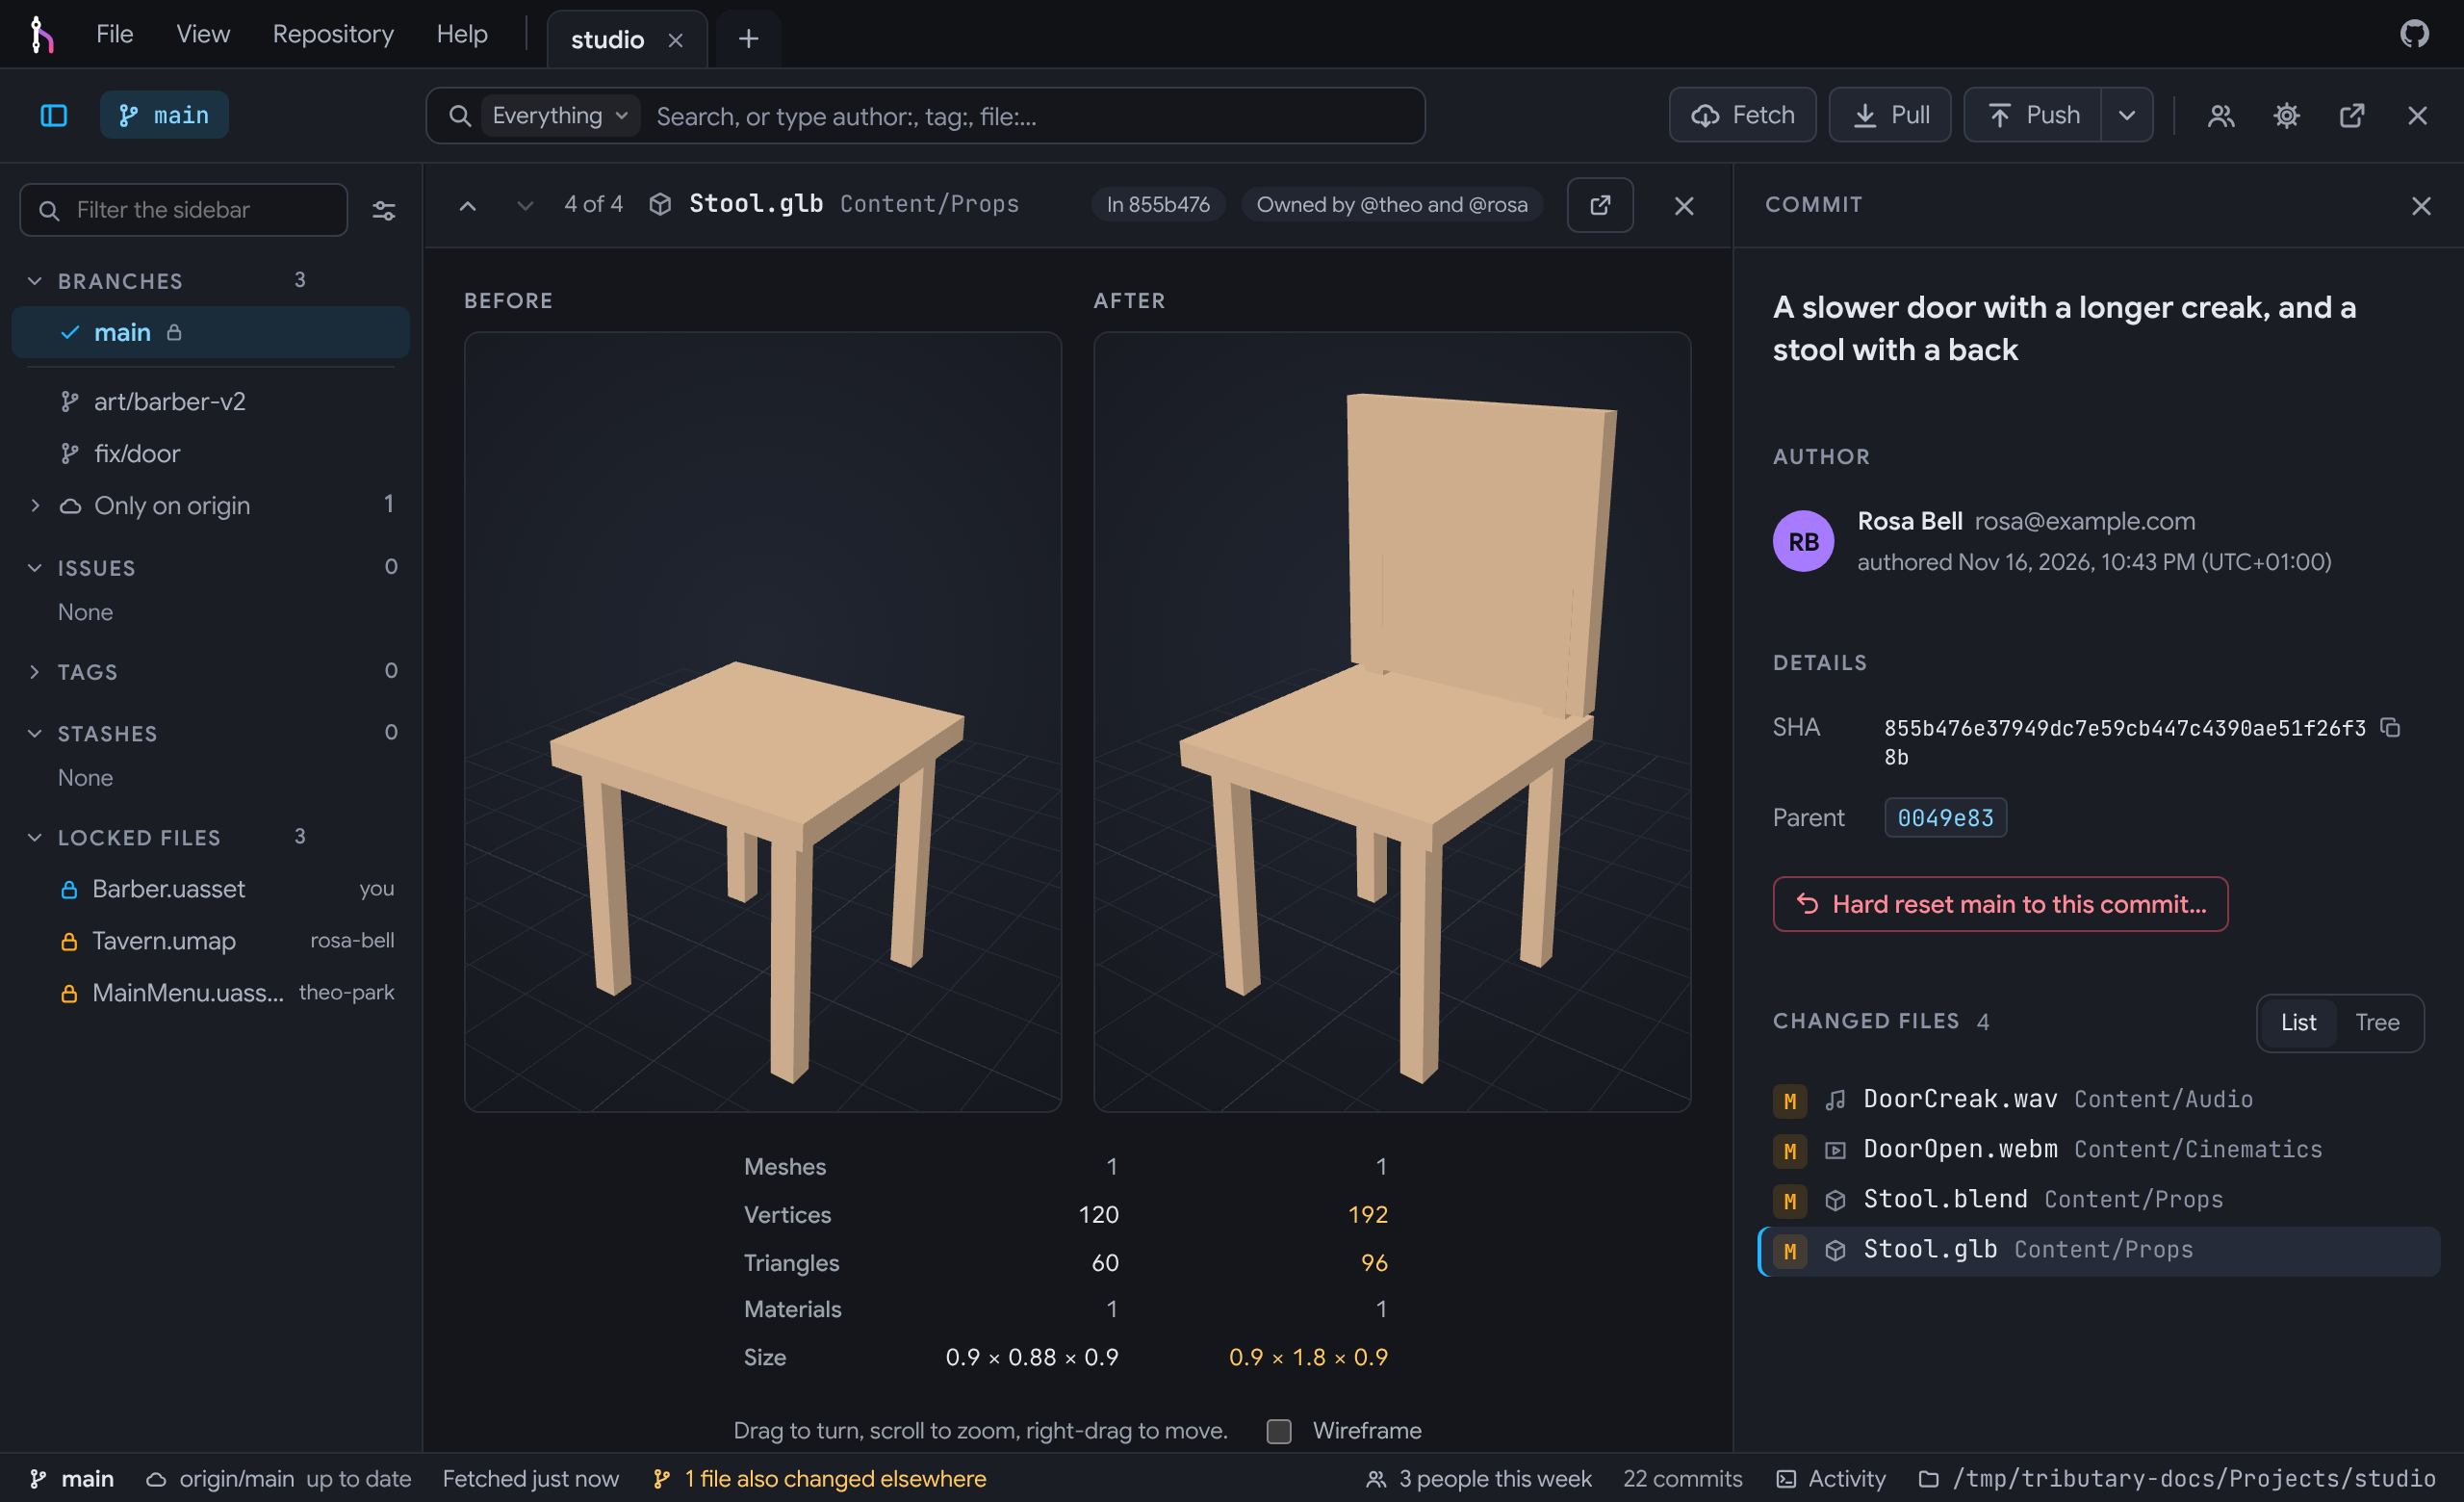 File View Repository Help studio
main Everything Search, or type author:, tag:, file:... Fetch Pull Push
Filter the sidebar
BRANCHES 3
main
art/barber-v2
fix/door
Only on origin 1
ISSUES 0
None
TAGS 0
STASHES 0
None
LOCKED FILES 3
Barber.uasset you
Tavern.umap rosa-bell
MainMenu.uass... theo-park
4 of 4 Stool.glb Content/Props In 855b476 Owned by @theo and @rosa
BEFORE AFTER
Meshes 1 1
Vertices 120 192
Triangles 60 96
Materials 1 1
Size 0.9 × 0.88 × 0.9 0.9 × 1.8 × 0.9
Drag to turn, scroll to zoom, right-drag to move. Wireframe
COMMIT
A slower door with a longer creak, and a
stool with a back
AUTHOR
RB Rosa Bell rosa@example.com
authored Nov 16, 2026, 10:43 PM (UTC+01:00)
DETAILS
SHA 855b476e37949dc7e59cb447c4390ae51f26f3
8b
Parent 0049e83
Hard reset main to this commit...
CHANGED FILES 4 List Tree
M DoorCreak.wav Content/Audio
M DoorOpen.webm Content/Cinematics
M Stool.blend Content/Props
M Stool.glb Content/Props
main origin/main up to date Fetched just now 1 file also changed elsewhere 3 people this week 22 commits Activity /tmp/tributary-docs/Projects/studio